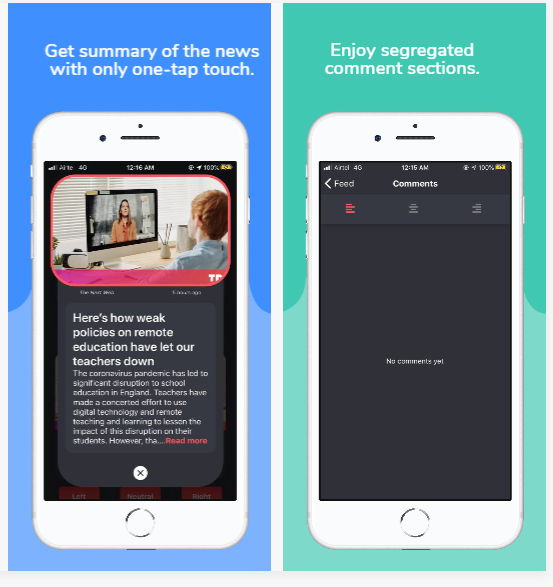 Get summary of the news
with only one-tap touch.
Airtel 4G 12:16 AM 100%
The Next Web 5 hours ago
Here's how weak
policies on remote
education have let our
teachers down
The coronavirus pandemic has led to
significant disruption to school
education in England. Teachers have
made a concerted effort to use
digital technology and remote
teaching and learning to lessen the
impact of this disruption on their
students. However, tha....Read more
Left Neutral Right
Enjoy segregated
comment sections.
Airtel 4G 12:15 AM 100%
Feed Comments
No comments yet